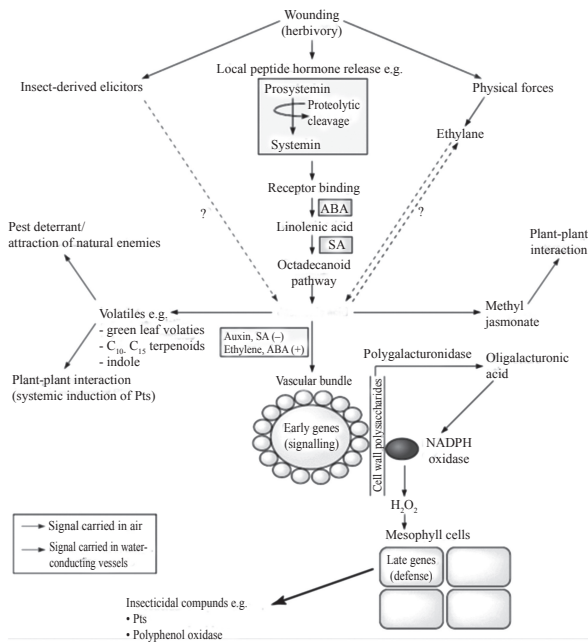 Wounding
(herbivory)
Local peptide hormone release e.g.
Insect-derived elicitors
Prosystemin
Proteolytic
cleavage
Systemin
Physical forces
Ethylane
Receptor binding
?
?
ABA
Linolenic acid
SA
Octadecanoid
pathway
Pest deterrant/
attraction of natural enemies
Plant-plant
interaction
Volatiles e.g.
- green leaf volaties
- C10, C15 terpenoids
- indole
Methyl
jasmonate
Auxin, SA (–)
Ethylene, ABA (+)
Plant-plant interaction
(systemic induction of Pts)
Vascular bundle
Polygalacturonidase
Oligalacturonic
acid
Early genes
(signalling)
Cell wall polysaccharides
NADPH
oxidase
H2O2
Mesophyll cells
Signal carried in air
Signal carried in water-
conducting vessels
Late genes
(defense)
Insecticidal compunds e.g.
• Pts
• Polyphenol oxidase